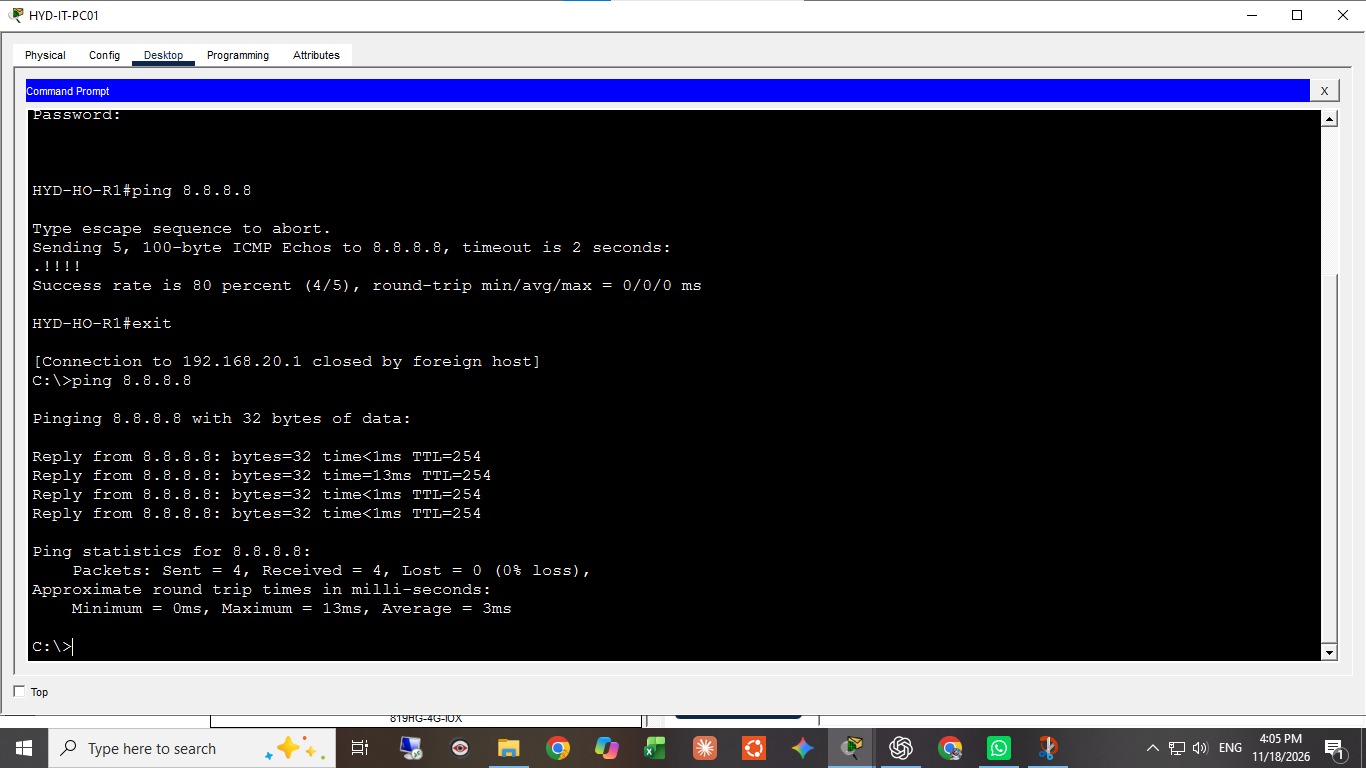 HYD-IT-PC01
Physical Config Desktop Programming Attributes
Command Prompt X
Password:
HYD-HO-R1#ping 8.8.8.8
Type escape sequence to abort.
Sending 5, 100-byte ICMP Echos to 8.8.8.8, timeout is 2 seconds:
.!!!!
Success rate is 80 percent (4/5), round-trip min/avg/max = 0/0/0 ms
HYD-HO-R1#exit
[Connection to 192.168.20.1 closed by foreign host]
C:\>ping 8.8.8.8
Pinging 8.8.8.8 with 32 bytes of data:
Reply from 8.8.8.8: bytes=32 time<1ms TTL=254
Reply from 8.8.8.8: bytes=32 time=13ms TTL=254
Reply from 8.8.8.8: bytes=32 time<1ms TTL=254
Reply from 8.8.8.8: bytes=32 time<1ms TTL=254
Ping statistics for 8.8.8.8:
Packets: Sent = 4, Received = 4, Lost = 0 (0% loss),
Approximate round trip times in milli-seconds:
Minimum = 0ms, Maximum = 13ms, Average = 3ms
C:\>
Top
819HG-4G-IOX
Type here to search
ENG
4:05 PM
11/18/2026
1